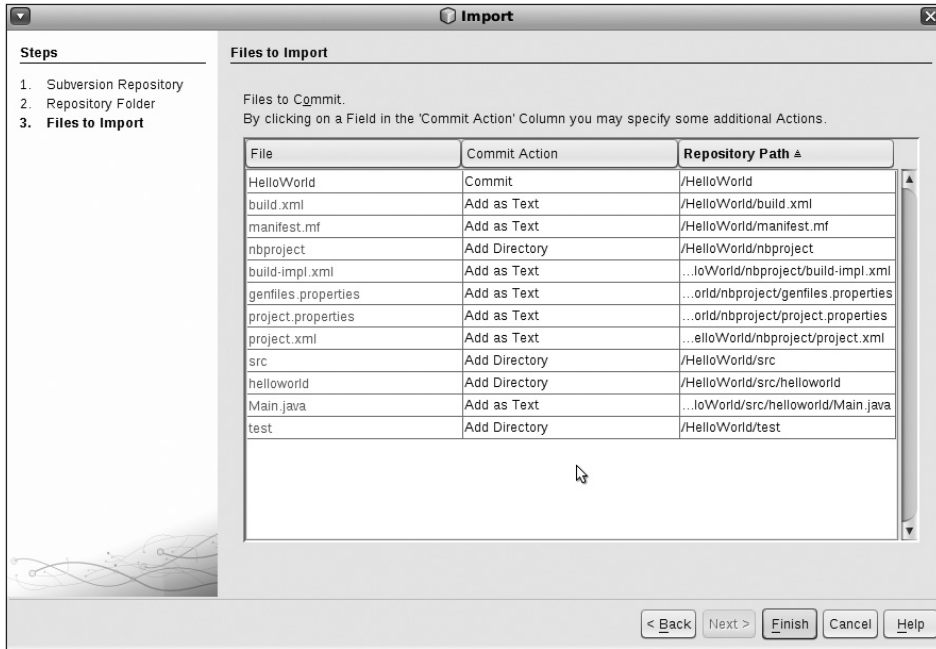 Import
Steps
1. Subversion Repository
2. Repository Folder
3. Files to Import
Files to Import
Files to Commit.
By clicking on a Field in the 'Commit Action' Column you may specify some additional Actions.
File Commit Action Repository Path
HelloWorld Commit /HelloWorld
build.xml Add as Text /HelloWorld/build.xml
manifest.mf Add as Text /HelloWorld/manifest.mf
nbproject Add Directory /HelloWorld/nbproject
build-impl.xml Add as Text ...loWorld/nbproject/build-impl.xml
genfiles.properties Add as Text ...orld/nbproject/genfiles.properties
project.properties Add as Text ...orld/nbproject/project.properties
project.xml Add as Text ...elloWorld/nbproject/project.xml
src Add Directory /HelloWorld/src
helloworld Add Directory /HelloWorld/src/helloworld
Main.java Add as Text ...loWorld/src/helloworld/Main.java
test Add Directory /HelloWorld/test
< Back Next > Finish Cancel Help